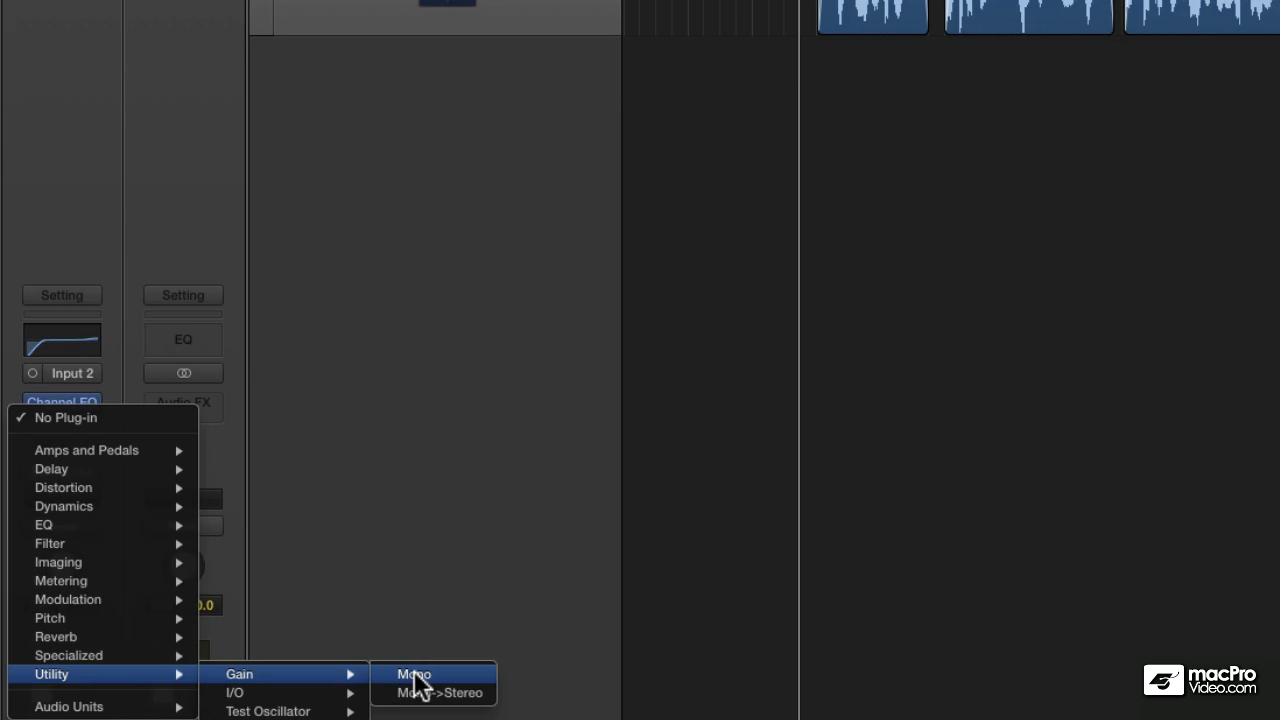 Setting
Setting
EQ
Input 2
Channel EQ
Audio FX
No Plug-in
Amps and Pedals
Delay
Distortion
Dynamics
EQ
Filter
Imaging
Metering
Modulation
0.0
Pitch
Reverb
Specialized
Utility
Gain
Mono
I/O
Mono->Stereo
Audio Units
Test Oscillator
macPro
Video.com